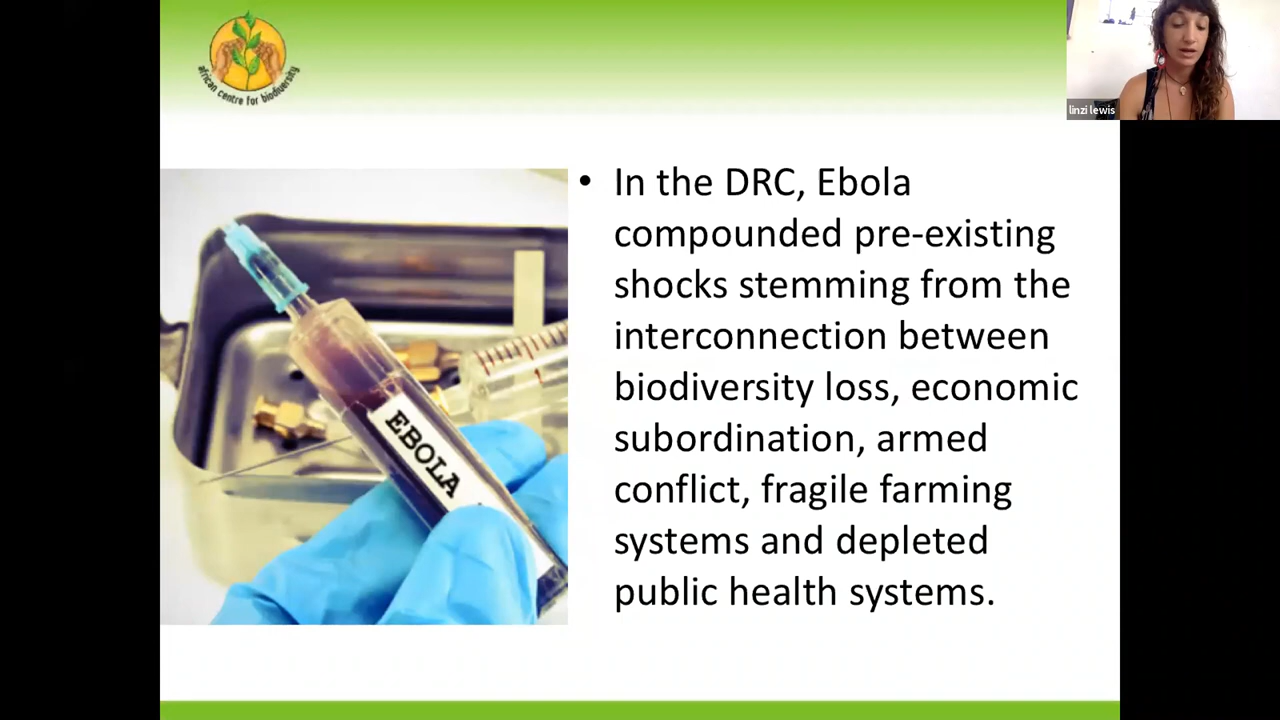 african centre for biodiversity
linzi lewis
• In the DRC, Ebola
compounded pre-existing
shocks stemming from the
interconnection between
biodiversity loss, economic
subordination, armed
conflict, fragile farming
systems and depleted
public health systems.
EBOLA